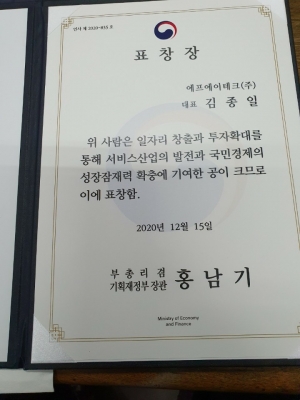 표 창 장
에프에이테크(주)
대표 김 종 일
위 사람은 일자리 창출과 투자확대를
통해 서비스산업의 발전과 국민경제의
성장잠재력 확충에 기여한 공이 크므로
이에 표창함.
2020년 12월 15일
부 총 리 겸
기획재정부장관 홍 남 기
Ministry of Economy
and Finance